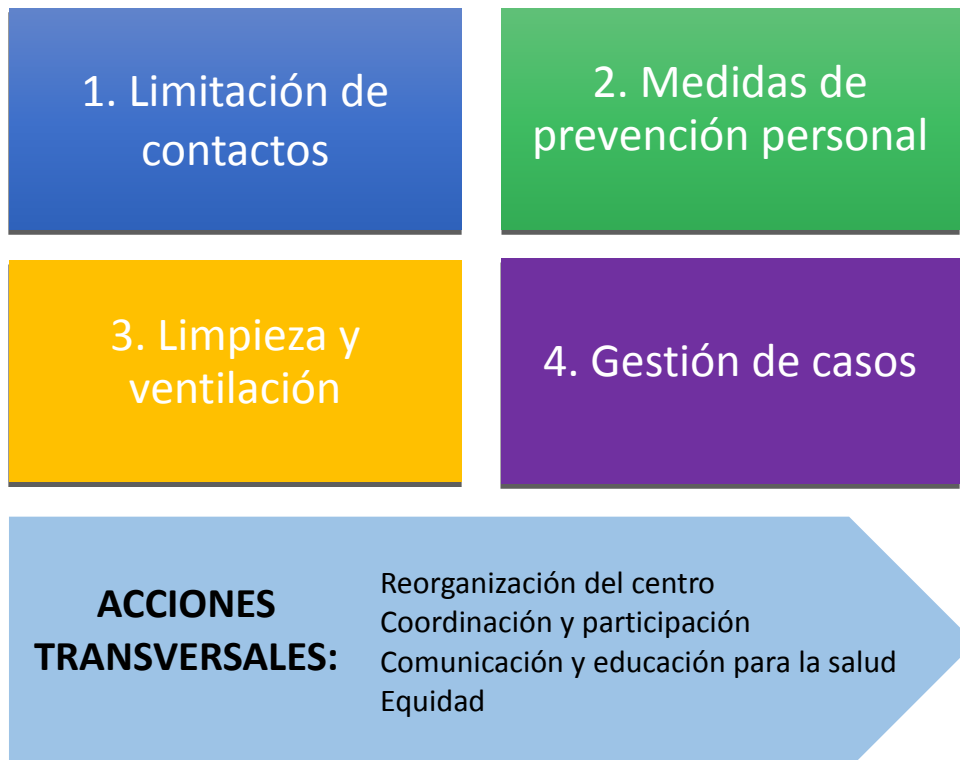 1. Limitación de
contactos
2. Medidas de
prevención personal
3. Limpieza y
ventilación
4. Gestión de casos
ACCIONES
TRANSVERSALES:
Reorganización del centro
Coordinación y participación
Comunicación y educación para la salud
Equidad